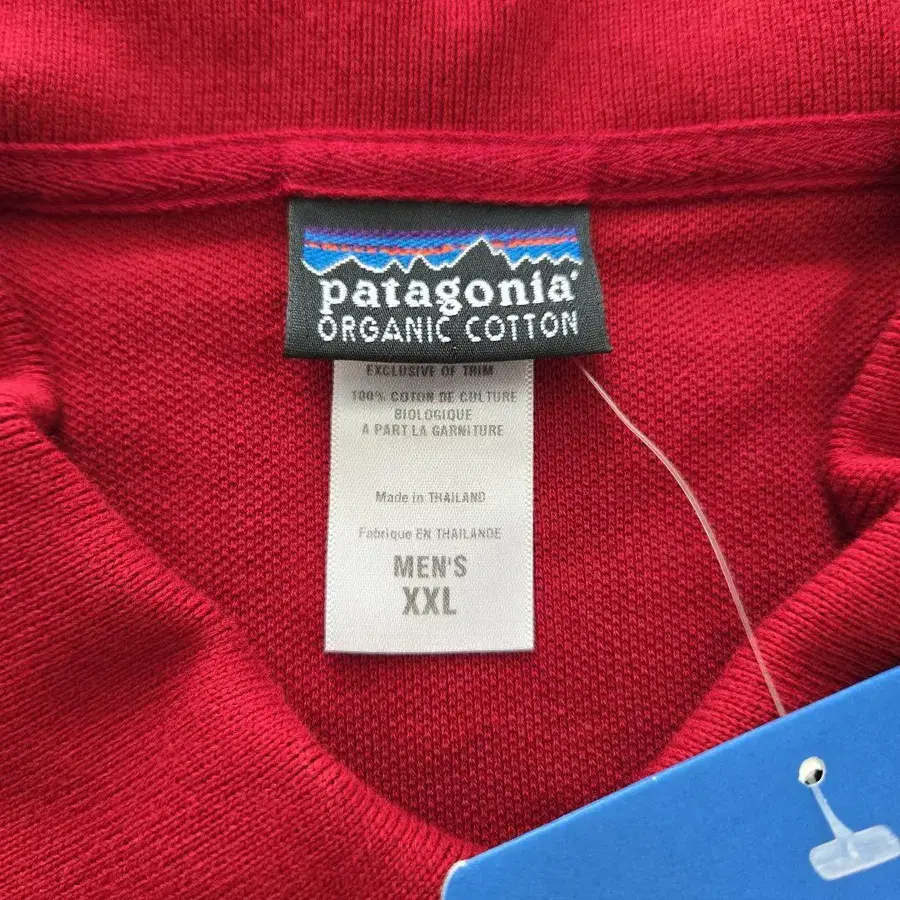 patagonia®
ORGANIC COTTON
EXCLUSIVE OF TRIM
100% COTON DE CULTURE
BIOLOGIQUE
A PART LA GARNITURE
Made in THAILAND
Fabrique EN THAILANDE
MEN'S
XXL